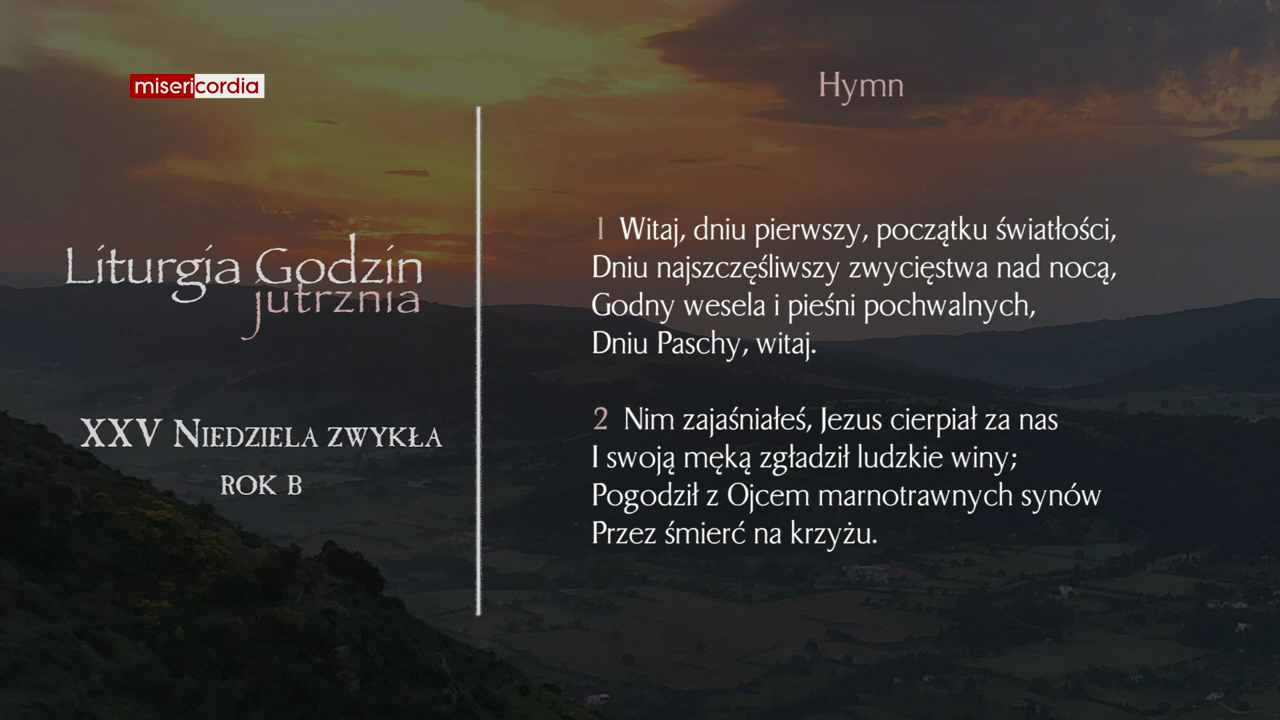 misericordia
Liturgia Godzin
jutrznia
XXV Niedziela zwykła
rok B
Hymn
1 Witaj, dniu pierwszy, początku światłości,
Dniu najszczęśliwszy zwycięstwa nad nocą,
Godny wesela i pieśni pochwalnych,
Dniu Paschy, witaj.
2 Nim zajaśniałeś, Jezus cierpiał za nas
I swoją męką zgładził ludzkie winy;
Pogodził z Ojcem marnotrawnych synów
Przez śmierć na krzyżu.